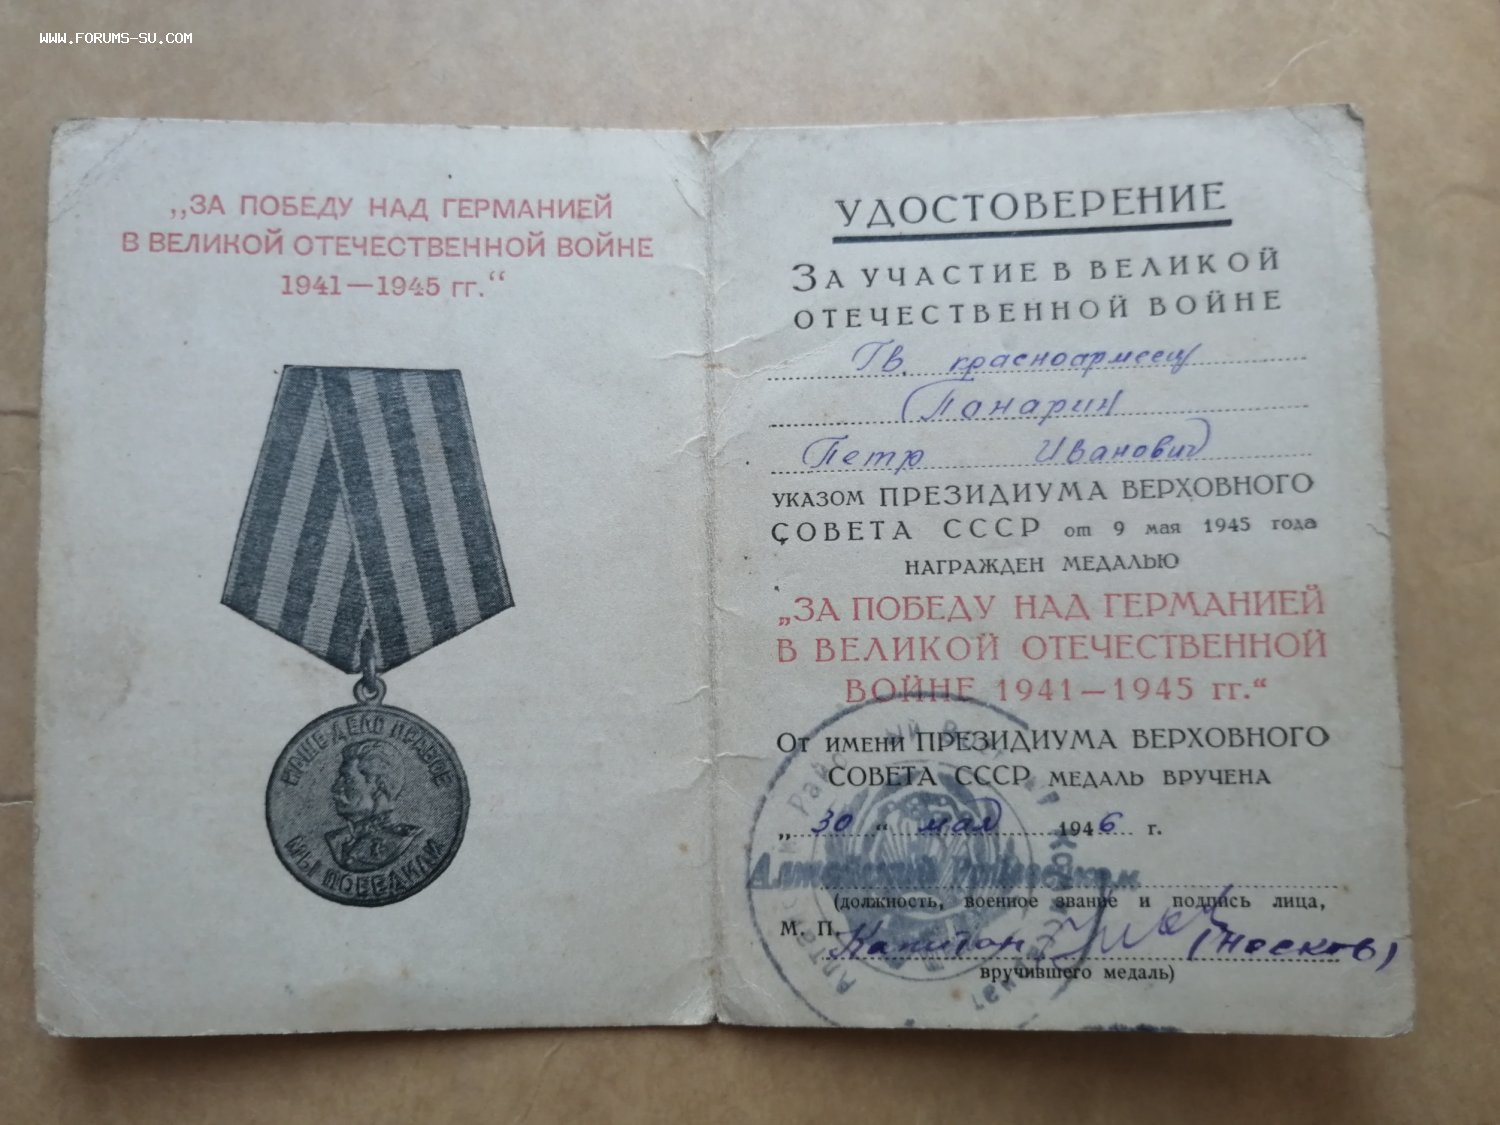 WWW.FORUMS-SU.COM
„ЗА ПОБЕДУ НАД ГЕРМАНИЕЙ
В ВЕЛИКОЙ ОТЕЧЕСТВЕННОЙ ВОЙНЕ
1941—1945 гг.“
НАШЕ ДЕЛО ПРАВОЕ
МЫ ПОБЕДИЛИ
УДОСТОВЕРЕНИЕ
ЗА УЧАСТИЕ В ВЕЛИКОЙ
ОТЕЧЕСТВЕННОЙ ВОЙНЕ
Гв. красноармеец
Панарин
Петр Иванович
УКАЗОМ ПРЕЗИДИУМА ВЕРХОВНОГО
СОВЕТА СССР от 9 мая 1945 года
НАГРАЖДЕН МЕДАЛЬЮ
„ЗА ПОБЕДУ НАД ГЕРМАНИЕЙ
В ВЕЛИКОЙ ОТЕЧЕСТВЕННОЙ
ВОЙНЕ 1941—1945 гг.“
ОТ ИМЕНИ ПРЕЗИДИУМА ВЕРХОВНОГО
СОВЕТА СССР МЕДАЛЬ ВРУЧЕНА
„30“ мая 1946 г.
Алтайский Райвоенком
(должность, военное звание и подпись лица,
М. П. Капитан (Носков)
вручившего медаль)